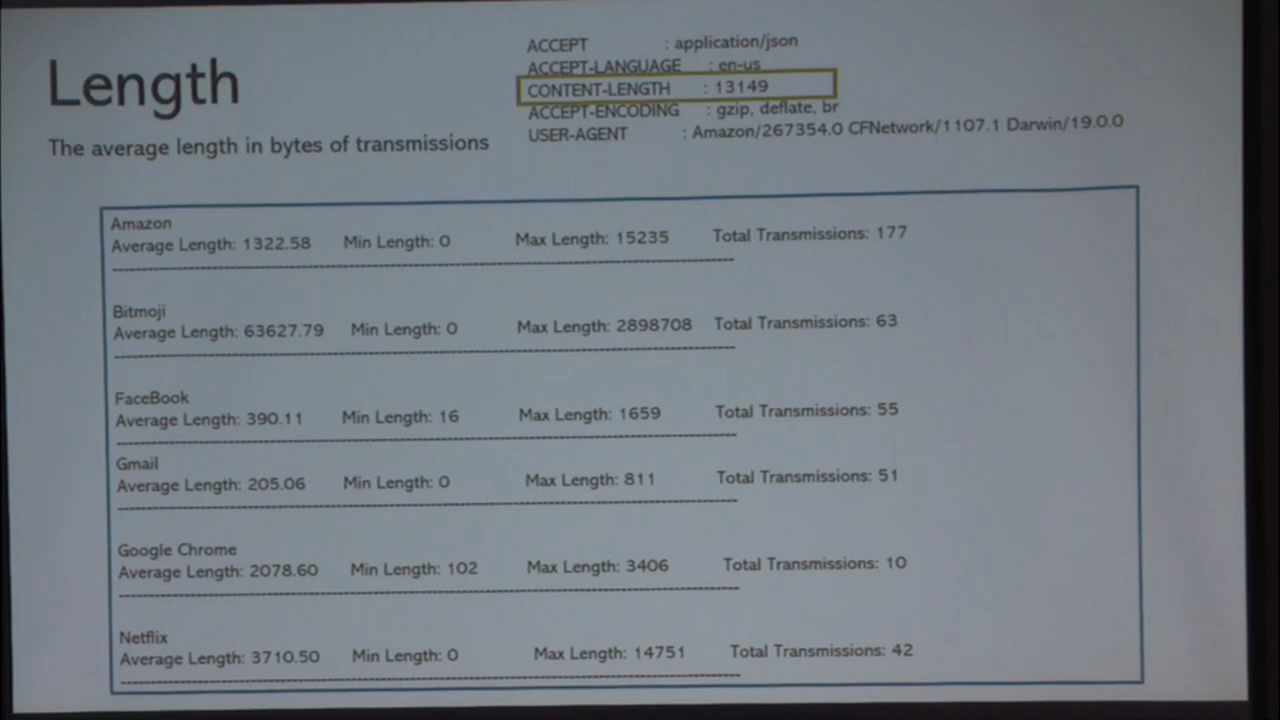 Length
The average length in bytes of transmissions
ACCEPT : application/json
ACCEPT-LANGUAGE : en-us
CONTENT-LENGTH : 13149
ACCEPT-ENCODING : gzip, deflate, br
USER-AGENT : Amazon/267354.0 CFNetwork/1107.1 Darwin/19.0.0
Amazon
Average Length: 1322.58 Min Length: 0 Max Length: 15235 Total Transmissions: 177
Bitmoji
Average Length: 63627.79 Min Length: 0 Max Length: 2898708 Total Transmissions: 63
FaceBook
Average Length: 390.11 Min Length: 16 Max Length: 1659 Total Transmissions: 55
Gmail
Average Length: 205.06 Min Length: 0 Max Length: 811 Total Transmissions: 51
Google Chrome
Average Length: 2078.60 Min Length: 102 Max Length: 3406 Total Transmissions: 10
Netflix
Average Length: 3710.50 Min Length: 0 Max Length: 14751 Total Transmissions: 42